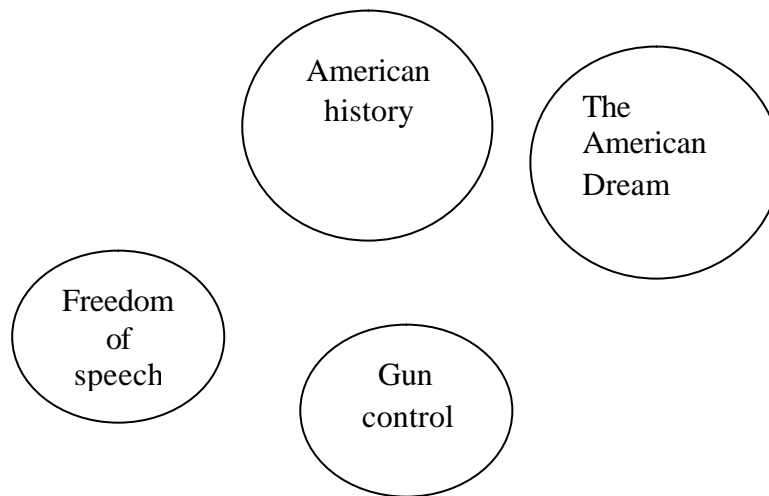 American
history
The
American
Dream
Freedom
of
speech
Gun
control